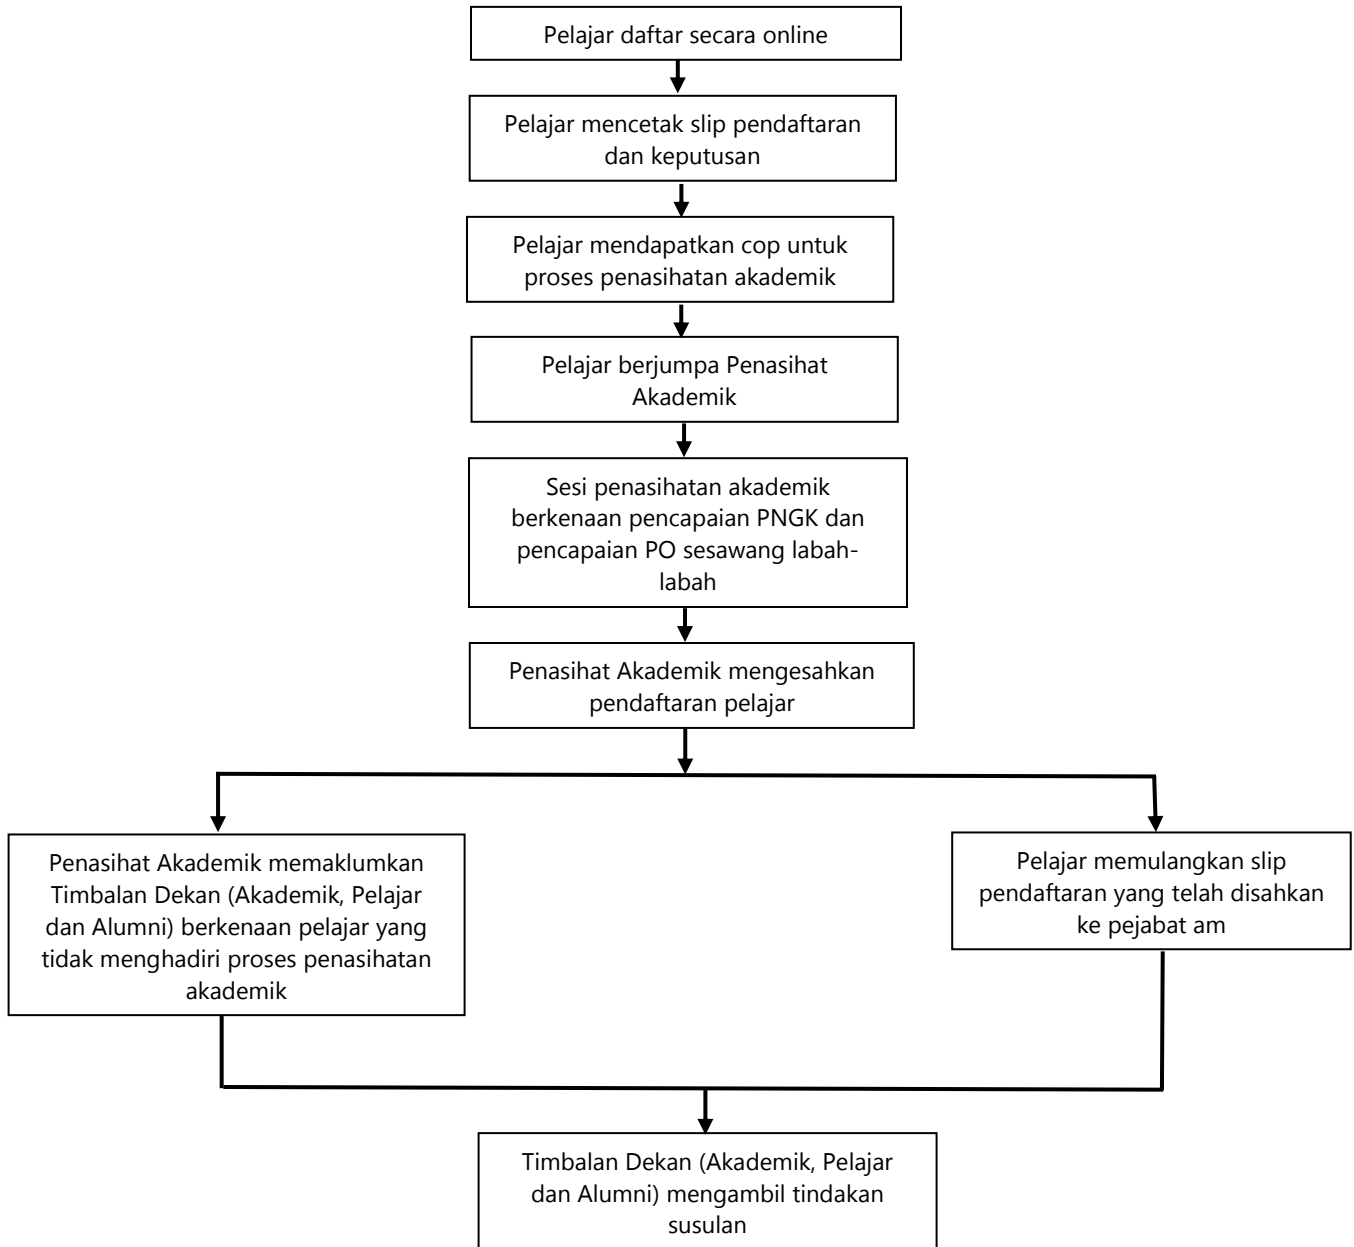 Pelajar daftar secara online
Pelajar mencetak slip pendaftaran
dan keputusan
Pelajar mendapatkan cop untuk
proses penasihatan akademik
Pelajar berjumpa Penasihat
Akademik
Sesi penasihatan akademik
berkenaan pencapaian PNGK dan
pencapaian PO sesawang labah-
labah
Penasihat Akademik mengesahkan
pendaftaran pelajar
Penasihat Akademik memaklumkan
Timbalan Dekan (Akademik, Pelajar
dan Alumni) berkenaan pelajar yang
tidak menghadiri proses penasihatan
akademik
Pelajar memulangkan slip
pendaftaran yang telah disahkan
ke pejabat am
Timbalan Dekan (Akademik, Pelajar
dan Alumni) mengambil tindakan
susulan